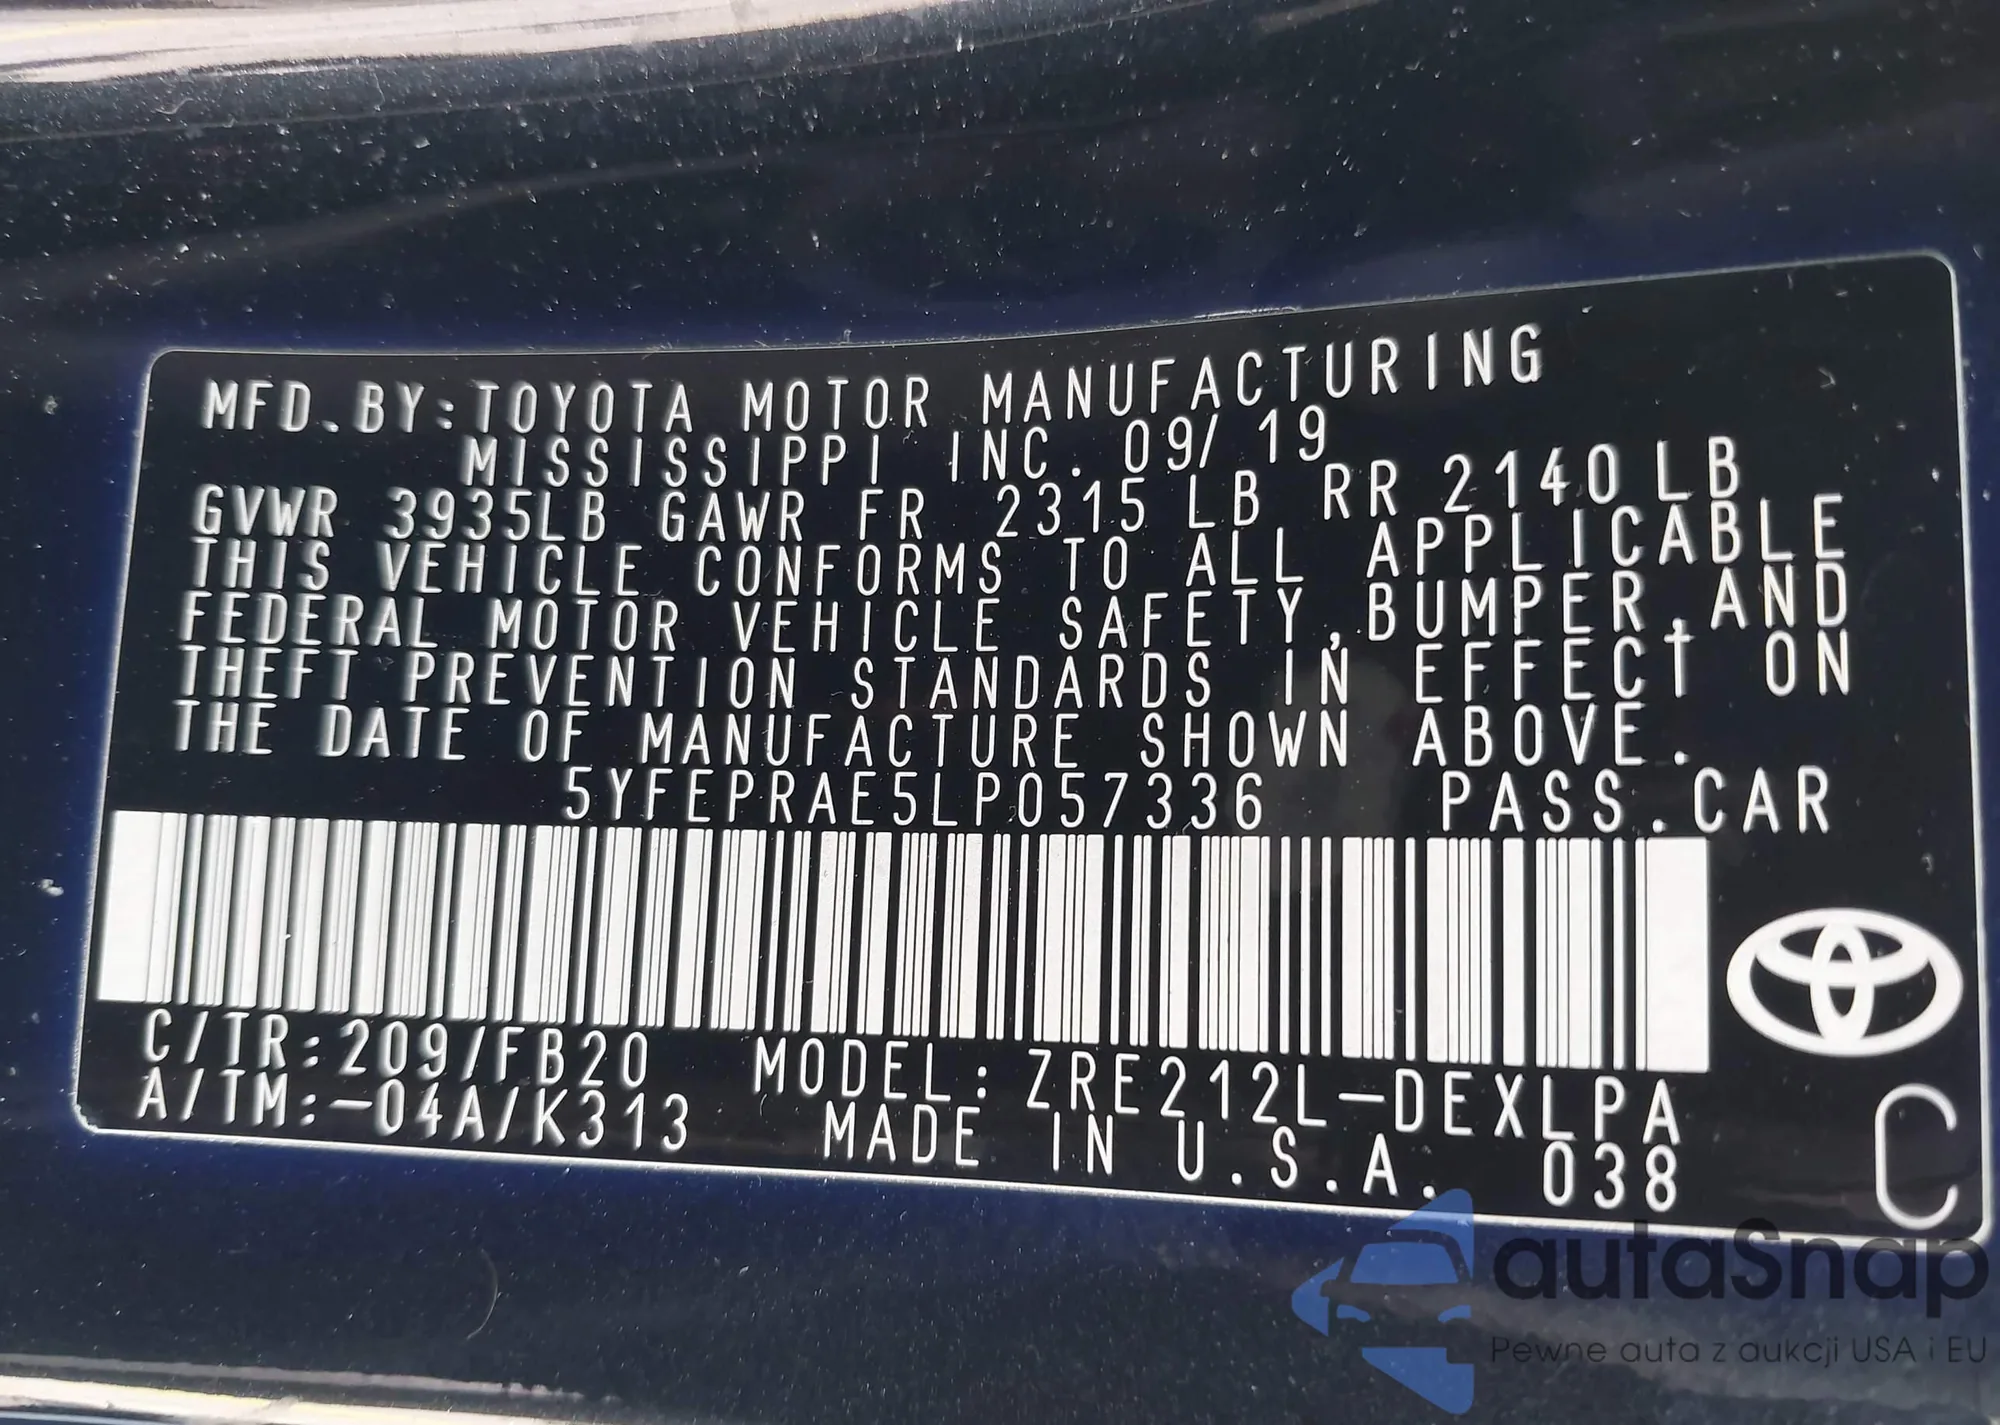 MFD.BY:TOYOTA MOTOR MANUFACTURING
MISSISSIPPI INC. 09/ 19
GVWR 3935LB GAWR FR 2315 LB RR 2140 LB
THIS VEHICLE CONFORMS TO ALL APPLICABLE
FEDERAL MOTOR VEHICLE SAFETY,BUMPER,AND
THEFT PREVENTION STANDARDS IN EFFECT ON
THE DATE OF MANUFACTURE SHOWN ABOVE.
5YFEPRAE5LP057336 PASS.CAR
C/TR:209/FB20 MODEL:ZRE212L-DEXLPA
A/TM:-04A/K313 MADE IN U.S.A. 038
C
autaSnap
Pewne auta z aukcji USA i EU